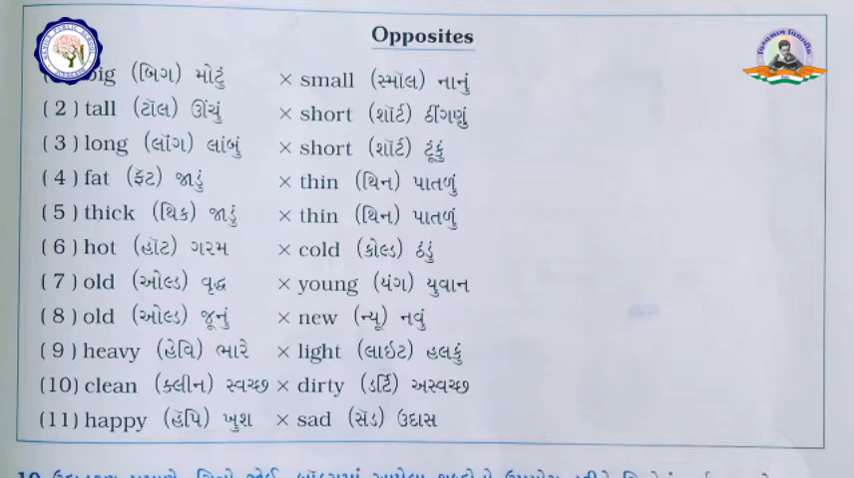 Opposites
big (બિગ) મોટું × small (સ્મૉલ) નાનું
( 2 ) tall (ટૉલ) ઊંચું × short (શૉર્ટ) ઠીંગણું
( 3 ) long (લૉંગ) લાંબું × short (શૉર્ટ) ટૂંકું
( 4 ) fat (ફૅટ) જાડું × thin (થિન) પાતળું
( 5 ) thick (થિક) જાડું × thin (થિન) પાતળું
( 6 ) hot (હૉટ) ગરમ × cold (કોલ્ડ) ઠંડું
( 7 ) old (ઓલ્ડ) વૃદ્ધ × young (યંગ) યુવાન
( 8 ) old (ઓલ્ડ) જૂનું × new (ન્યૂ) નવું
( 9 ) heavy (હેવિ) ભારે × light (લાઇટ) હલકું
(10) clean (ક્લીન) સ્વચ્છ × dirty (ડર્ટિ) અસ્વચ્છ
(11) happy (હૅપિ) ખુશ × sad (સૅડ) ઉદાસ